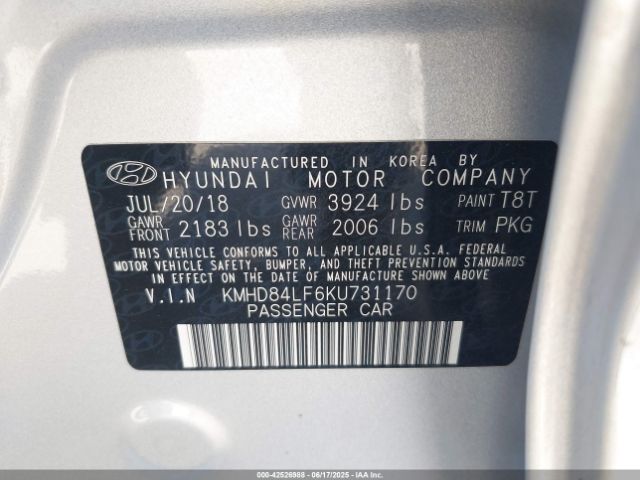 MANUFACTURED IN KOREA BY
HYUNDAI MOTOR COMPANY
JUL/20/18 GVWR 3924 lbs PAINT T8T
GAWR FRONT 2183 lbs GAWR REAR 2006 lbs TRIM PKG
THIS VEHICLE CONFORMS TO ALL APPLICABLE U.S.A. FEDERAL
MOTOR VEHICLE SAFETY, BUMPER, AND THEFT PREVENTION STANDARDS
IN EFFECT ON THE DATE OF MANUFACTURE SHOWN ABOVE.
V.I.N KMHD84LF6KU731170
PASSENGER CAR
000-42526988 - 06/17/2025 - IAAI.COM